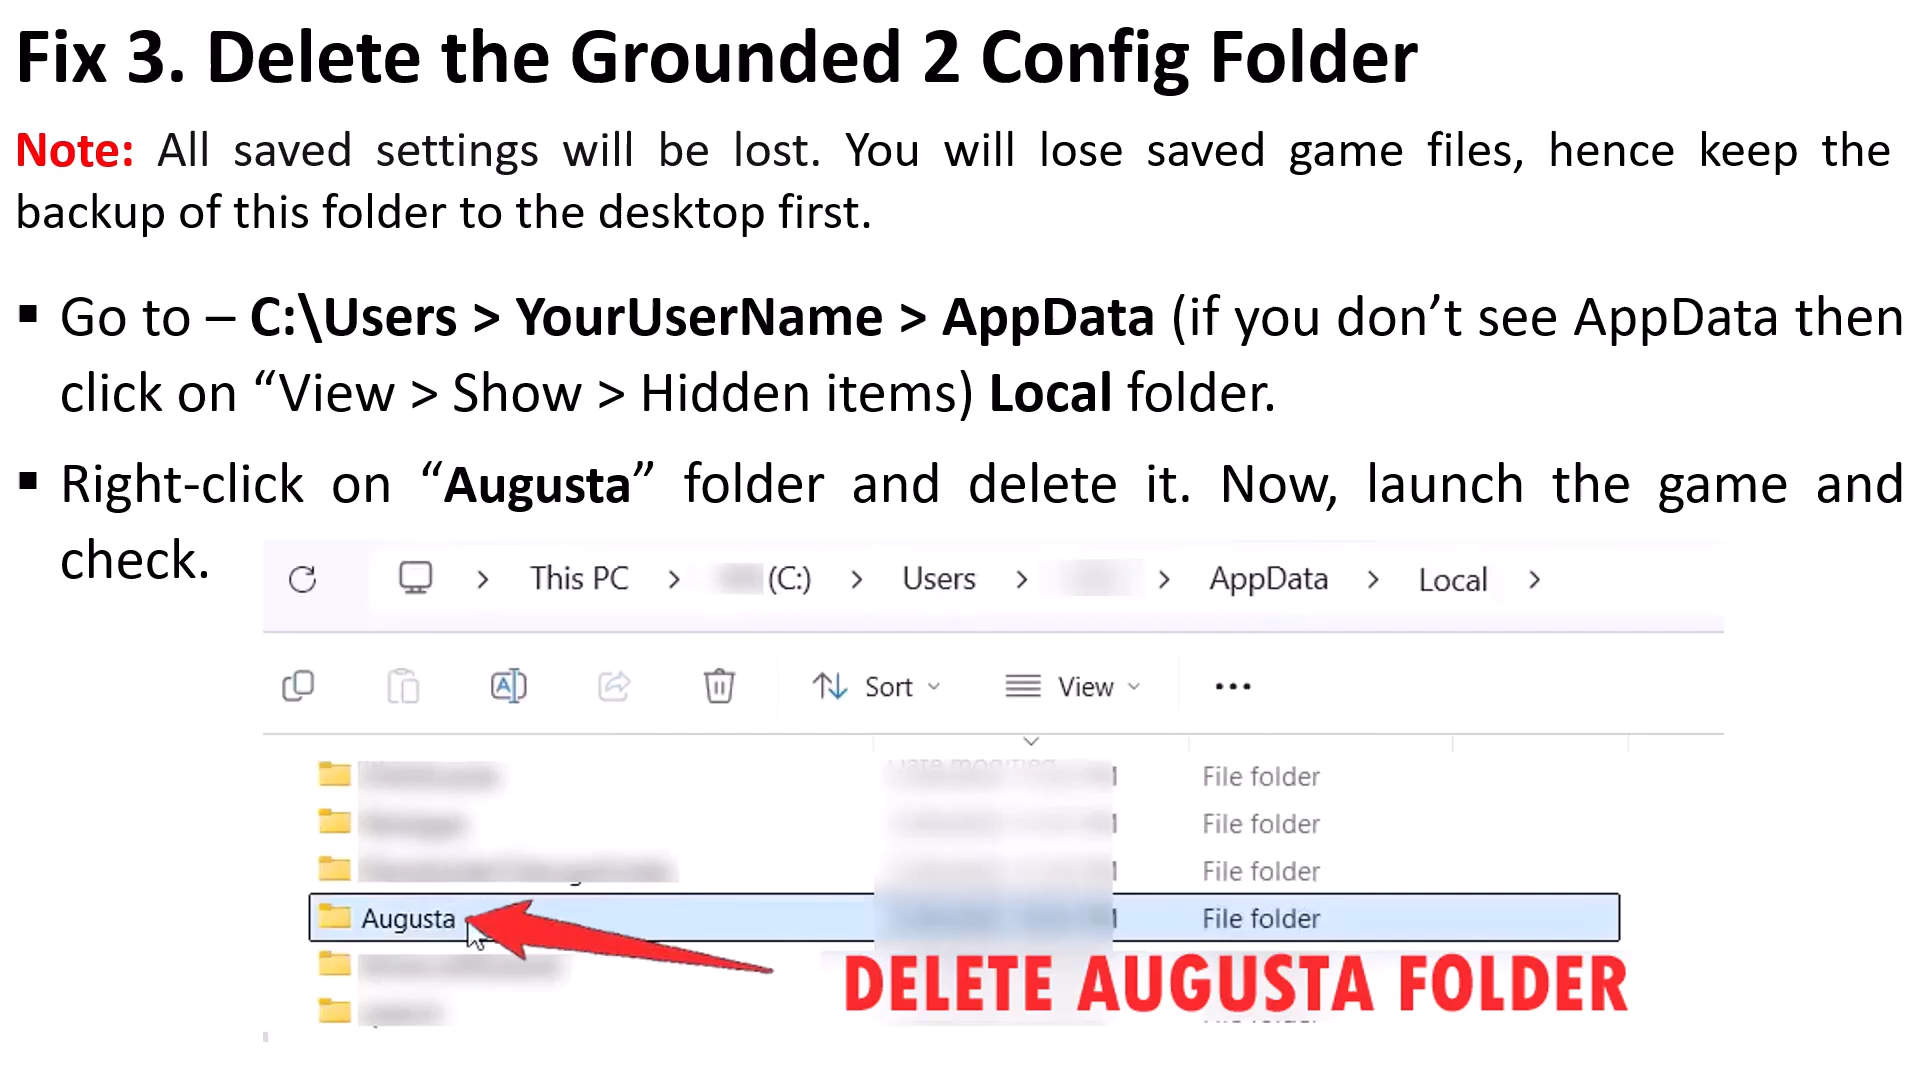 Fix 3. Delete the Grounded 2 Config Folder
Note: All saved settings will be lost. You will lose saved game files, hence keep the
backup of this folder to the desktop first.
▪ Go to – C:\Users > YourUserName > AppData (if you don’t see AppData then
click on “View > Show > Hidden items) Local folder.
▪ Right-click on “Augusta” folder and delete it. Now, launch the game and
check.
This PC > (C:) > Users > > AppData > Local >
Sort View ...
File folder
File folder
File folder
Augusta File folder
DELETE AUGUSTA FOLDER